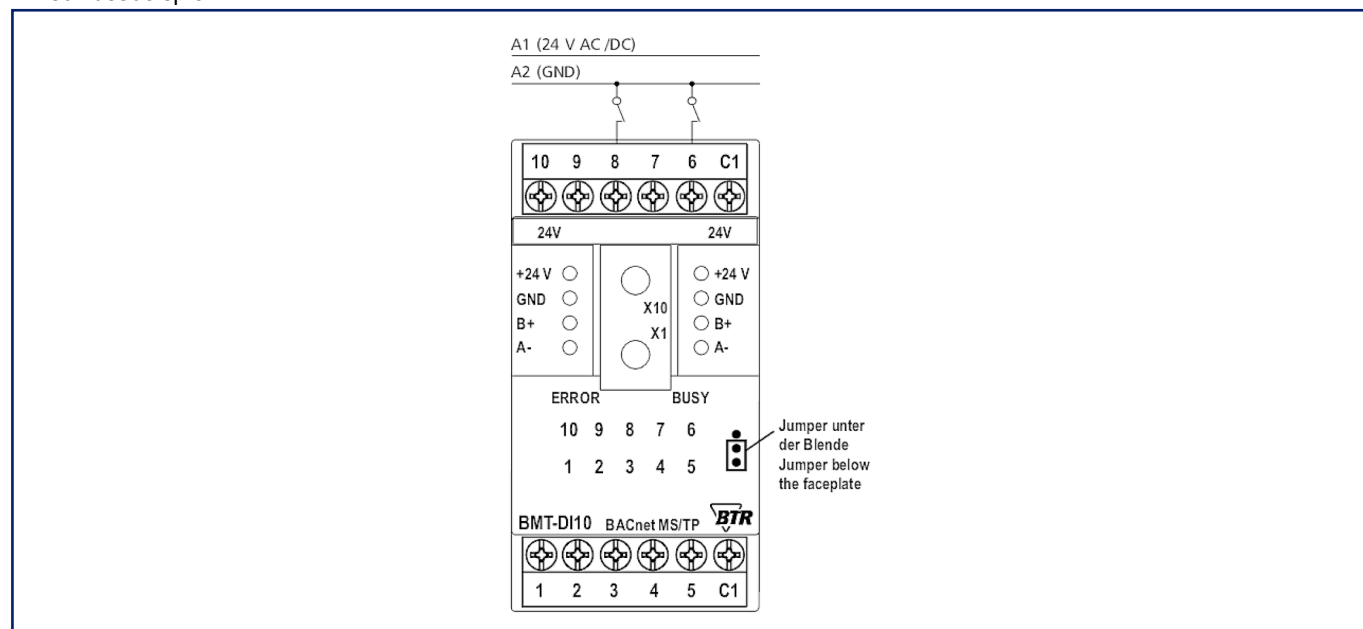 A1 (24 V AC /DC)
A2 (GND)
10 9 8 7 6 C1
24V 24V
+24 V +24 V
GND GND
X10
B+ B+
X1
A- A-
ERROR BUSY
10 9 8 7 6
1 2 3 4 5
Jumper unter
der Blende
Jumper below
the faceplate
BMT-DI10 BACnet MS/TP BTR
1 2 3 4 5 C1